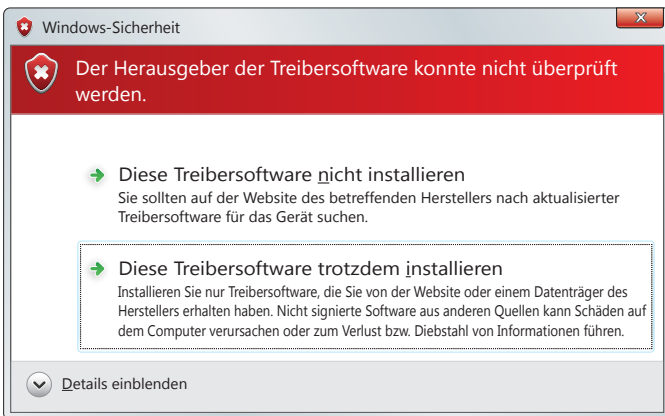 Windows-Sicherheit
Der Herausgeber der Treibersoftware konnte nicht überprüft
werden.
Diese Treibersoftware nicht installieren
Sie sollten auf der Website des betreffenden Herstellers nach aktualisierter
Treibersoftware für das Gerät suchen.
Diese Treibersoftware trotzdem installieren
Installieren Sie nur Treibersoftware, die Sie von der Website oder einem Datenträger des
Herstellers erhalten haben. Nicht signierte Software aus anderen Quellen kann Schäden auf
dem Computer verursachen oder zum Verlust bzw. Diebstahl von Informationen führen.
Details einblenden